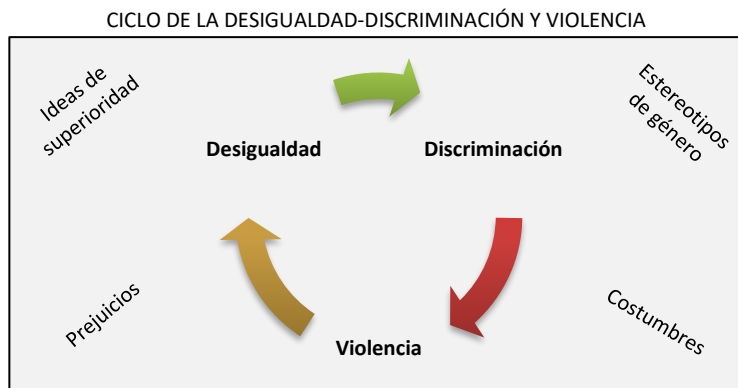 CICLO DE LA DESIGUALDAD-DISCRIMINACIÓN Y VIOLENCIA
Ideas de
superioridad
Estereotipos
de género
Desigualdad
Discriminación
Prejuicios
Costumbres
Violencia